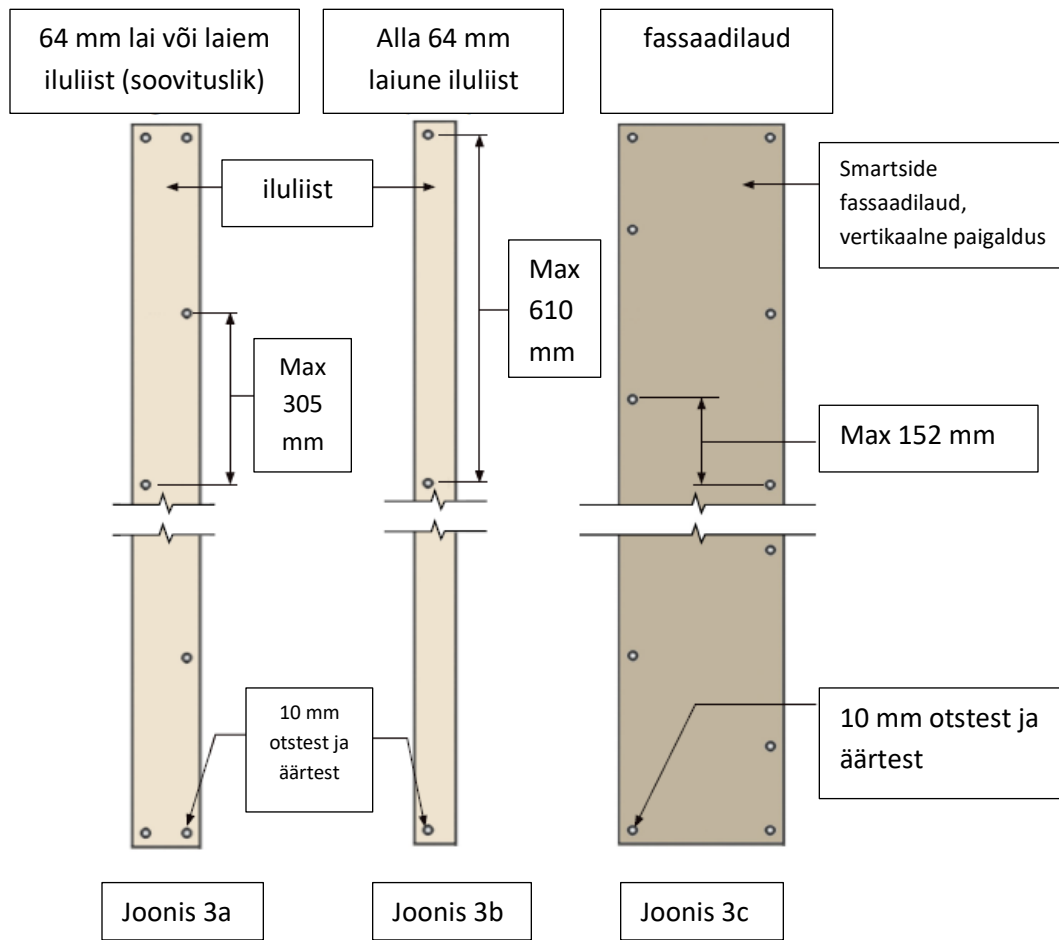 64 mm lai või laiem
iluliist (soovituslik)
Alla 64 mm
laiune iluliist
fassaadilaud
iluliist
Smartside
fassaadilaud,
vertikaalne paigaldus
Max
610
mm
Max
305
mm
Max 152 mm
10 mm
otstest ja
äärtest
10 mm otstest ja
äärtest
Joonis 3a
Joonis 3b
Joonis 3c